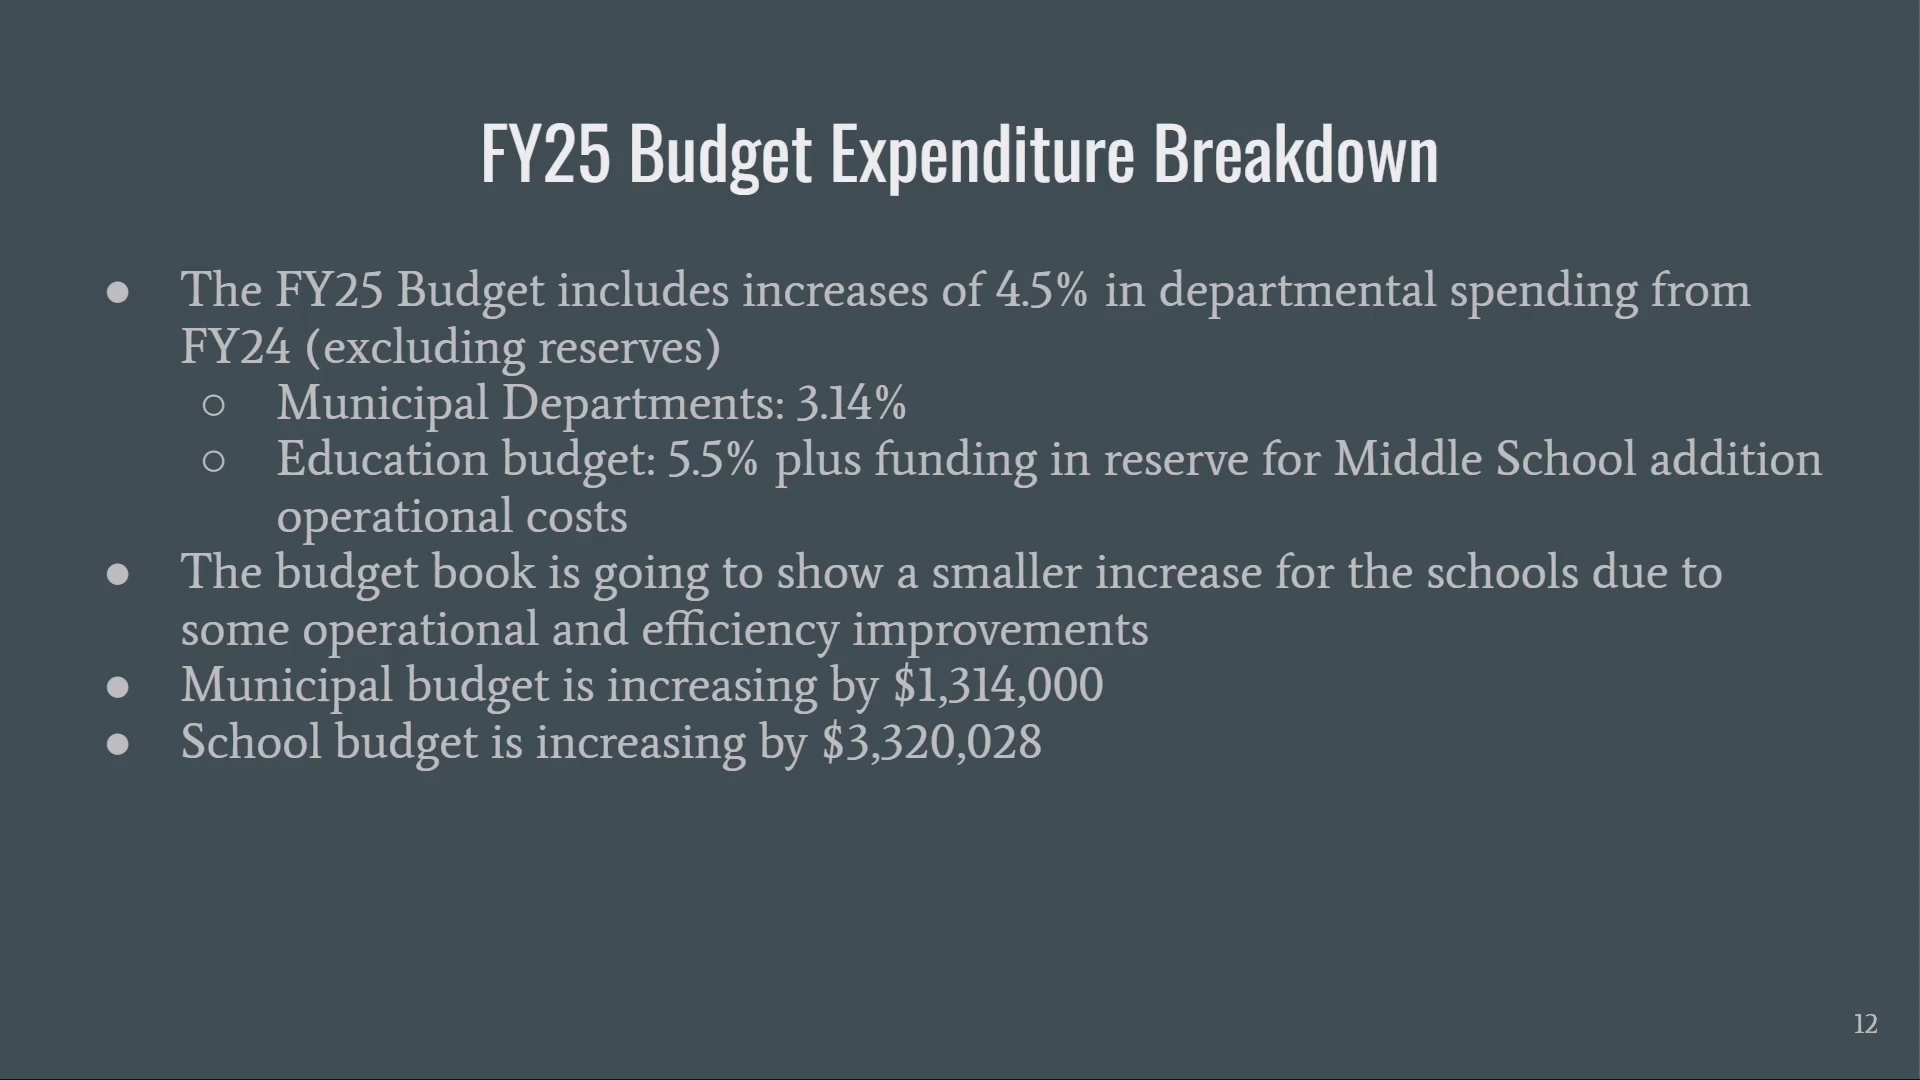 FY25 Budget Expenditure Breakdown
● The FY25 Budget includes increases of 4.5% in departmental spending from
FY24 (excluding reserves)
○ Municipal Departments: 3.14%
○ Education budget: 5.5% plus funding in reserve for Middle School addition
operational costs
● The budget book is going to show a smaller increase for the schools due to
some operational and efficiency improvements
● Municipal budget is increasing by $1,314,000
● School budget is increasing by $3,320,028
12